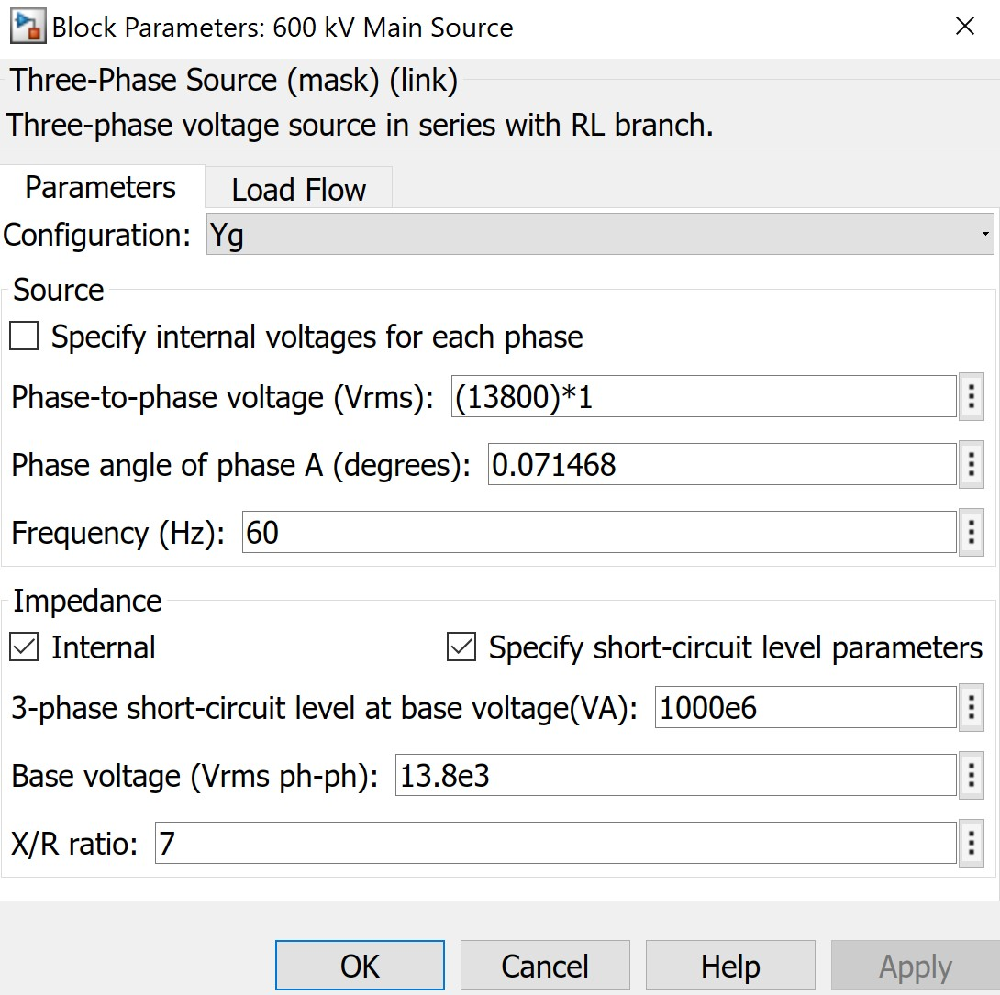 Block Parameters: 600 kV Main Source
Three-Phase Source (mask) (link)
Three-phase voltage source in series with RL branch.
Parameters Load Flow
Configuration: Yg
Source
Specify internal voltages for each phase
Phase-to-phase voltage (Vrms): (13800)*1
Phase angle of phase A (degrees): 0.071468
Frequency (Hz): 60
Impedance
Internal Specify short-circuit level parameters
3-phase short-circuit level at base voltage(VA): 1000e6
Base voltage (Vrms ph-ph): 13.8e3
X/R ratio: 7
OK Cancel Help Apply